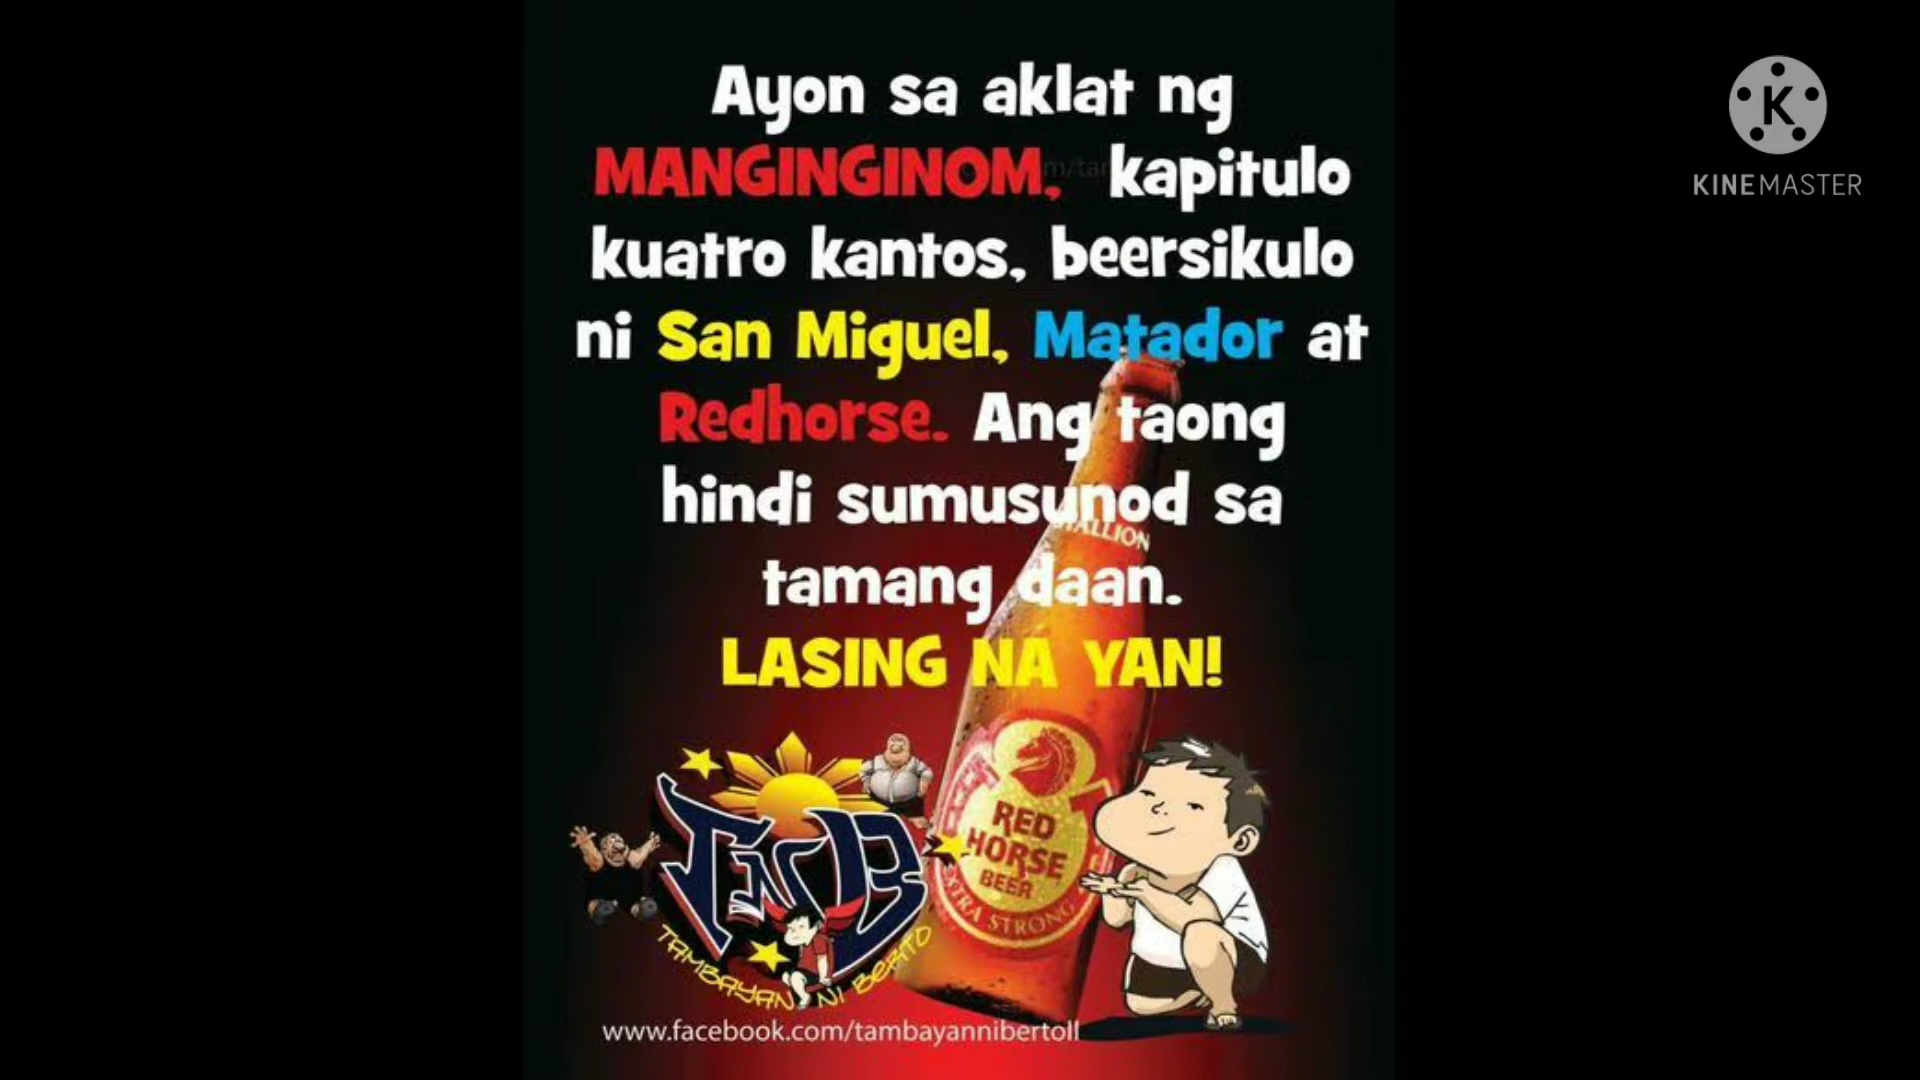 Ayon sa aklat ng
MANGINGINOM, kapitulo
kuatro kantos, beersikulo
ni San Miguel, Matador at
Redhorse. Ang taong
hindi sumusunod sa
tamang daan.
LASING NA YAN!
K
KINEMASTER
STALLION
RED
HORSE
BEER
EXTRA STRONG
TNB
TAMBAYAN NI BERTO
www.facebook.com/tambayannibertoII